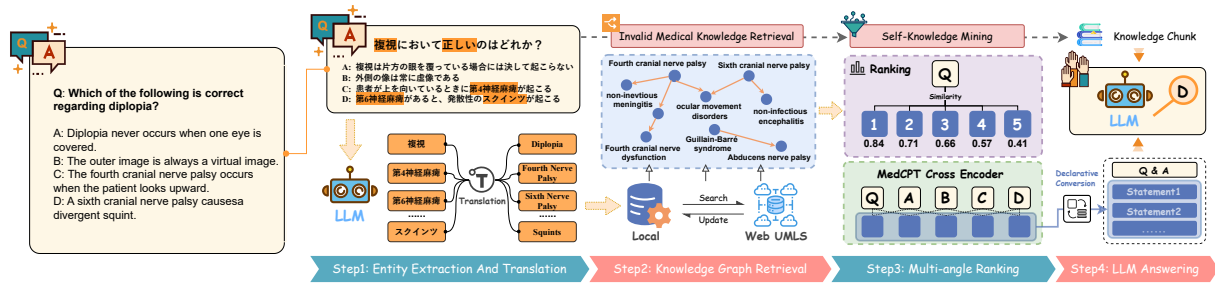 Q
A
Q: Which of the following is correct
regarding diplopia?
A: Diplopia never occurs when one eye is
covered.
B: The outer image is always a virtual image.
C: The fourth cranial nerve palsy occurs
when the patient looks upward.
D: A sixth cranial nerve palsy causesa
divergent squint.
Q
A
複視において正しいのはどれか？
A: 複視は片方の眼を覆っている場合には決して起こらない
B: 外側の像は常に虚像である
C: 患者が上を向いているときに第4神経麻痺が起こる
D: 第6神経麻痺があると、発散性のスクインツが起こる
LLM
複視
第4神経麻痺
第6神経麻痺
......
スクインツ
Translation
Diplopia
Fourth Nerve
Palsy
Sixth Nerve
Palsy
......
Squints
Invalid Medical Knowledge Retrieval
Fourth cranial nerve palsy
Sixth cranial nerve palsy
non-inevtious
meningitis
ocular movement
disorders
non-infectious
encephalitis
Guillain-Barré
syndrome
Fourth cranial nerve
dysfunction
Abducens nerve palsy
Local
Search
Update
Web UMLS
Self-Knowledge Mining
Ranking
Q
Similarity
1 2 3 4 5
0.84 0.71 0.66 0.57 0.41
MedCPT Cross Encoder
Q A B C D
Knowledge Chunk
LLM
D
Declarative
Conversion
Q & A
Statement1
Statement2
......
Step1: Entity Extraction And Translation
Step2: Knowledge Graph Retrieval
Step3: Multi-angle Ranking
Step4: LLM Answering